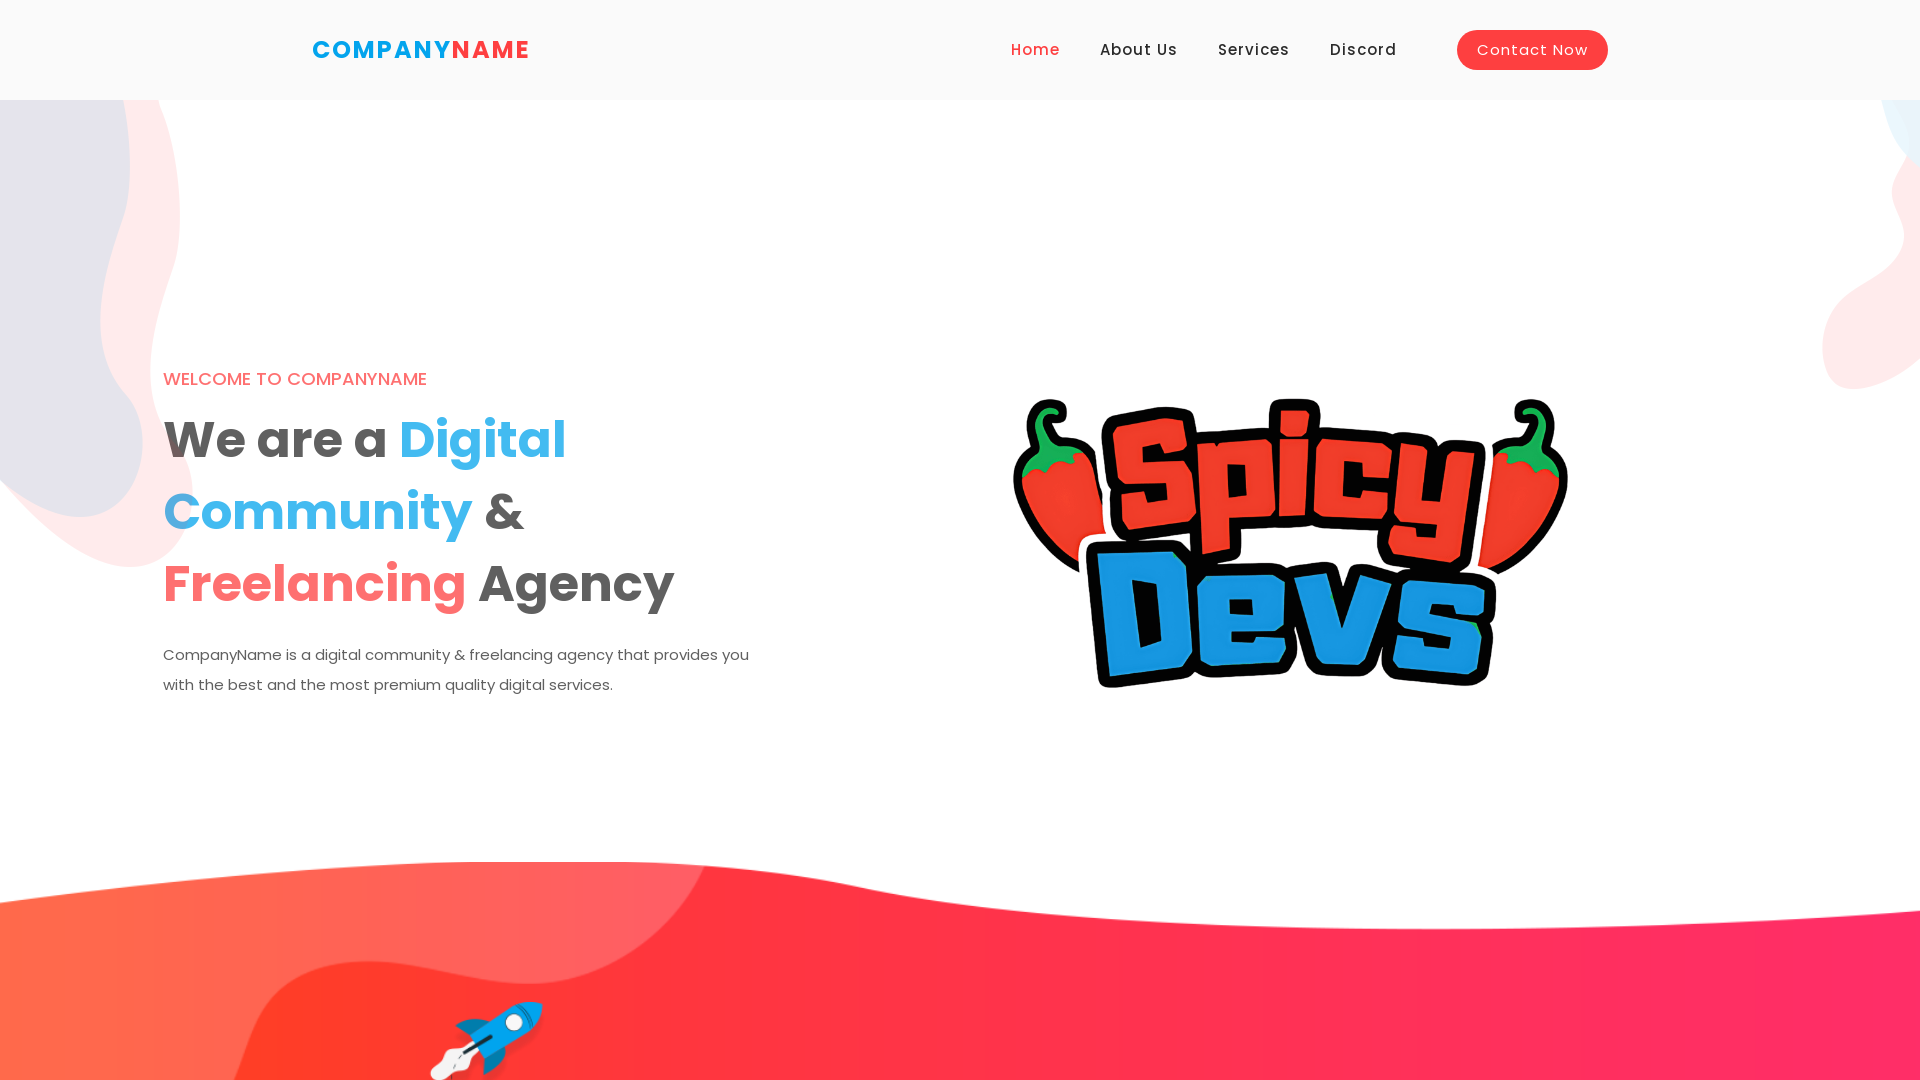 COMPANYNAME
Home
About Us
Services
Discord
Contact Now
WELCOME TO COMPANYNAME
We are a Digital
Community &
Freelancing Agency
CompanyName is a digital community & freelancing agency that provides you
with the best and the most premium quality digital services.
Spicy
Devs